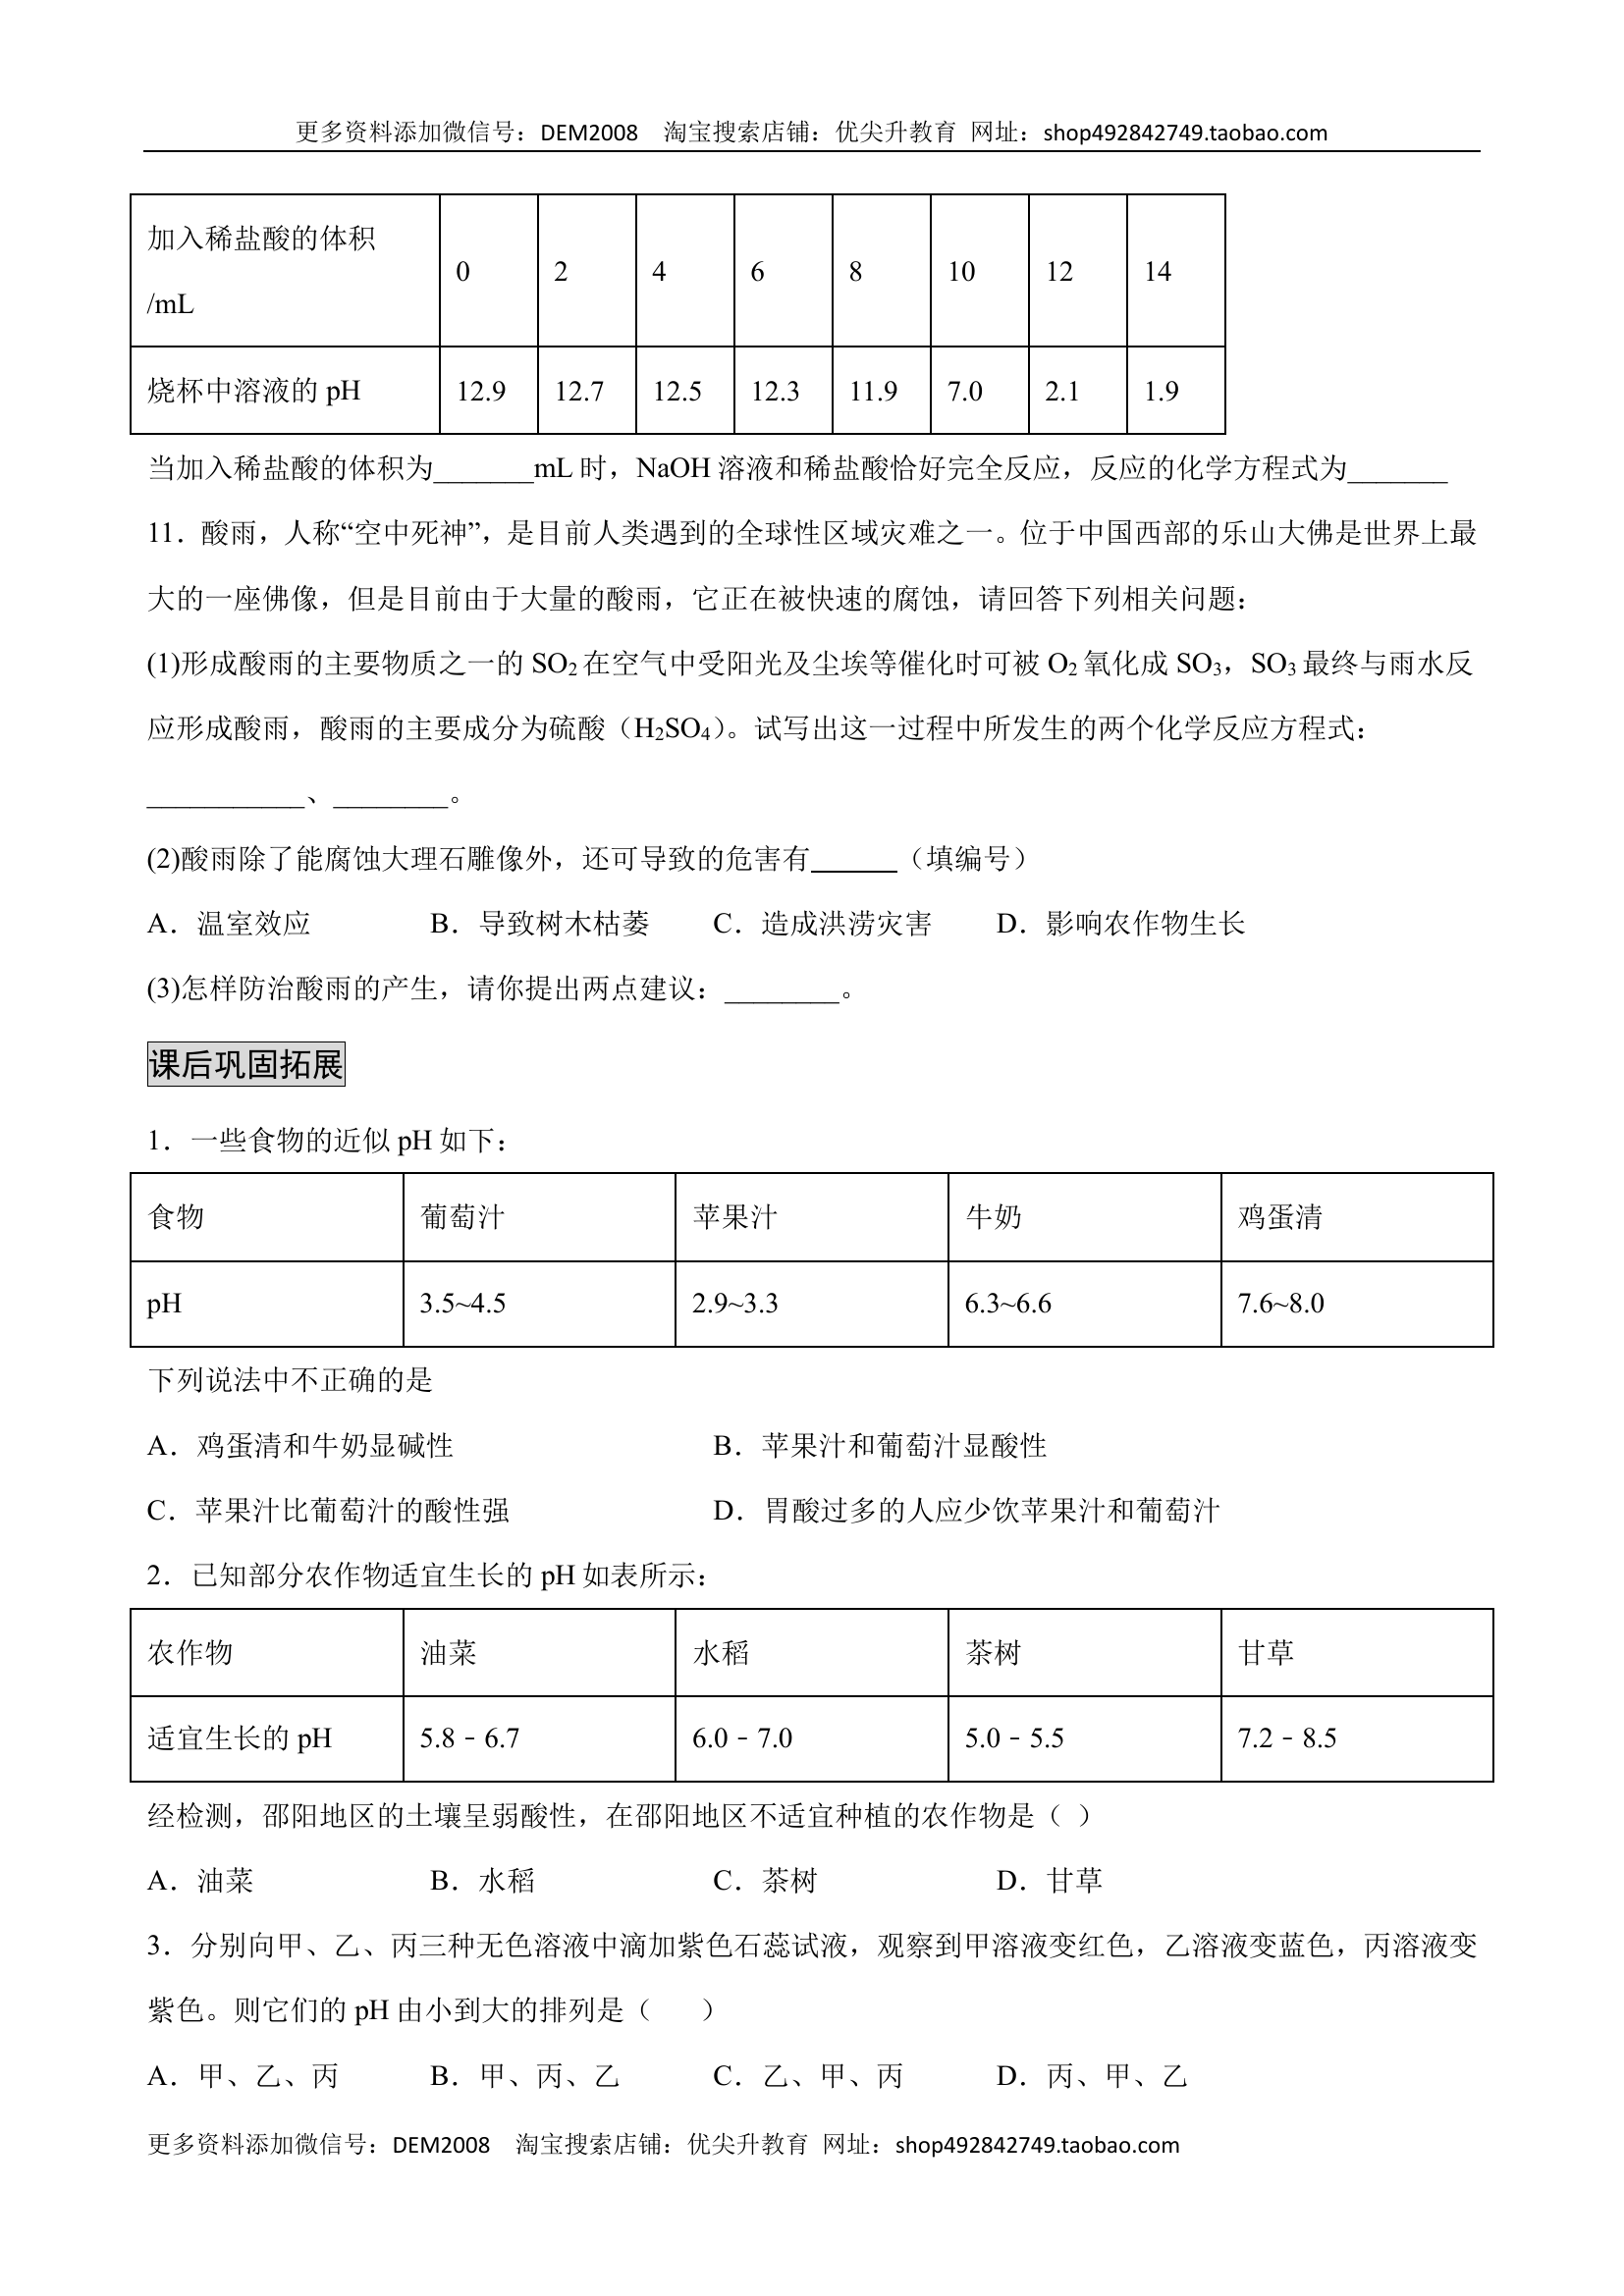 更多资料添加微信号：DEM2008    淘宝搜索店铺：优尖升教育  网址：shop492842749.taobao.com
加入稀盐酸的体积
/mL
0 2 4 6 8 10 12 14
烧杯中溶液的 pH 12.9 12.7 12.5 12.3 11.9 7.0 2.1 1.9
当加入稀盐酸的体积为_______mL 时，NaOH 溶液和稀盐酸恰好完全反应，反应的化学方程式为_______
11．酸雨，人称“空中死神”，是目前人类遇到的全球性区域灾难之一。位于中国西部的乐山大佛是世界上最
大的一座佛像，但是目前由于大量的酸雨，它正在被快速的腐蚀，请回答下列相关问题：
(1)形成酸雨的主要物质之一的 SO₂ 在空气中受阳光及尘埃等催化时可被 O₂ 氧化成 SO₃，SO₃ 最终与雨水反
应形成酸雨，酸雨的主要成分为硫酸（H₂SO₄）。试写出这一过程中所发生的两个化学反应方程式：
___________、________。
(2)酸雨除了能腐蚀大理石雕像外，还可导致的危害有______（填编号）
A．温室效应 B．导致树木枯萎 C．造成洪涝灾害 D．影响农作物生长
(3)怎样防治酸雨的产生，请你提出两点建议：________。
课后巩固拓展
1．一些食物的近似 pH 如下：
食物 葡萄汁 苹果汁 牛奶 鸡蛋清
pH 3.5~4.5 2.9~3.3 6.3~6.6 7.6~8.0
下列说法中不正确的是
A．鸡蛋清和牛奶显碱性 B．苹果汁和葡萄汁显酸性
C．苹果汁比葡萄汁的酸性强 D．胃酸过多的人应少饮苹果汁和葡萄汁
2．已知部分农作物适宜生长的 pH 如表所示：
农作物 油菜 水稻 茶树 甘草
适宜生长的 pH 5.8﹣6.7 6.0﹣7.0 5.0﹣5.5 7.2﹣8.5
经检测，邵阳地区的土壤呈弱酸性，在邵阳地区不适宜种植的农作物是（  ）
A．油菜 B．水稻 C．茶树 D．甘草
3．分别向甲、乙、丙三种无色溶液中滴加紫色石蕊试液，观察到甲溶液变红色，乙溶液变蓝色，丙溶液变
紫色。则它们的 pH 由小到大的排列是（    ）
A．甲、乙、丙 B．甲、丙、乙 C．乙、甲、丙 D．丙、甲、乙
更多资料添加微信号：DEM2008    淘宝搜索店铺：优尖升教育  网址：shop492842749.taobao.com